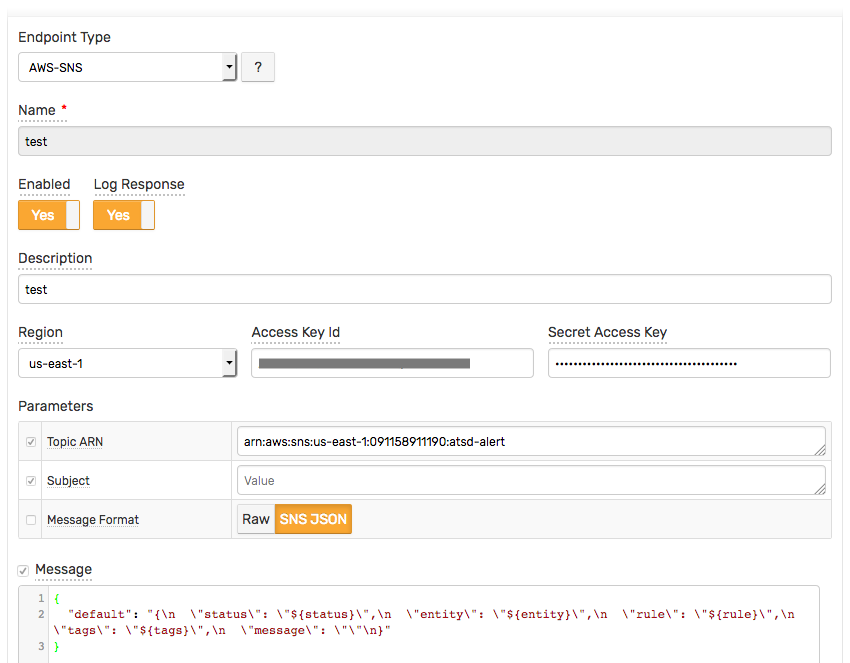 Endpoint Type
AWS-SNS ?
Name *
test
Enabled Log Response
Yes Yes
Description
test
Region Access Key Id Secret Access Key
us-east-1
Parameters
Topic ARN arn:aws:sns:us-east-1:091158911190:atsd-alert
Subject Value
Message Format Raw SNS JSON
Message
1 {
2 "default": "{\n  \"status\": \"${status}\",\n  \"entity\": \"${entity}\",\n  \"rule\": \"${rule}\",\n
\"tags\": \"${tags}\",\n  \"message\": \"\"\n}"
3 }